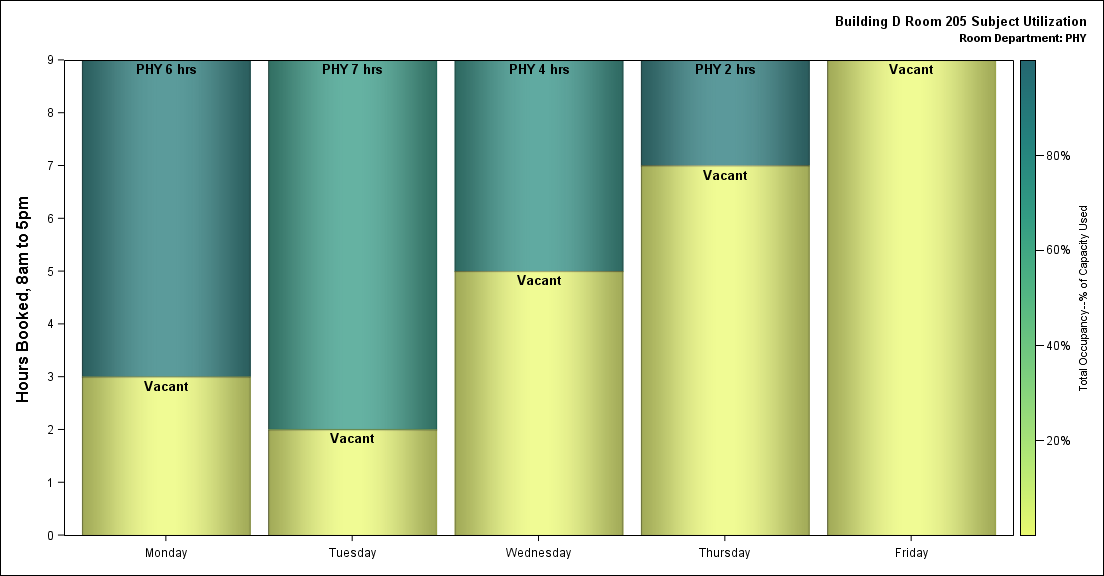 Building D Room 205 Subject Utilization
Room Department: PHY
Hours Booked, 8am to 5pm
9
8
7
6
5
4
3
2
1
0
PHY 6 hrs
Vacant
PHY 7 hrs
Vacant
PHY 4 hrs
Vacant
PHY 2 hrs
Vacant
Vacant
Monday
Tuesday
Wednesday
Thursday
Friday
80%
60%
40%
20%
Total Occupancy--% of Capacity Used